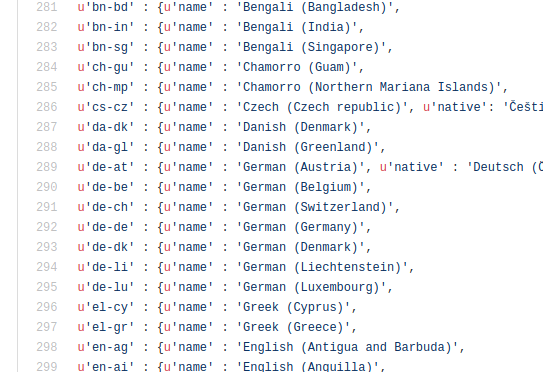 281 u'bn-bd' : {u'name' : 'Bengali (Bangladesh)',
282 u'bn-in' : {u'name' : 'Bengali (India)',
283 u'bn-sg' : {u'name' : 'Bengali (Singapore)',
284 u'ch-gu' : {u'name' : 'Chamorro (Guam)',
285 u'ch-mp' : {u'name' : 'Chamorro (Northern Mariana Islands)',
286 u'cs-cz' : {u'name' : 'Czech (Czech republic)', u'native': 'Češti
287 u'da-dk' : {u'name' : 'Danish (Denmark)',
288 u'da-gl' : {u'name' : 'Danish (Greenland)',
289 u'de-at' : {u'name' : 'German (Austria)', u'native' : 'Deutsch (Ö
290 u'de-be' : {u'name' : 'German (Belgium)',
291 u'de-ch' : {u'name' : 'German (Switzerland)',
292 u'de-de' : {u'name' : 'German (Germany)',
293 u'de-dk' : {u'name' : 'German (Denmark)',
294 u'de-li' : {u'name' : 'German (Liechtenstein)',
295 u'de-lu' : {u'name' : 'German (Luxembourg)',
296 u'el-cy' : {u'name' : 'Greek (Cyprus)',
297 u'el-gr' : {u'name' : 'Greek (Greece)',
298 u'en-ag' : {u'name' : 'English (Antigua and Barbuda)',
299 u'en-ai' : {u'name' : 'English (Anguilla)',